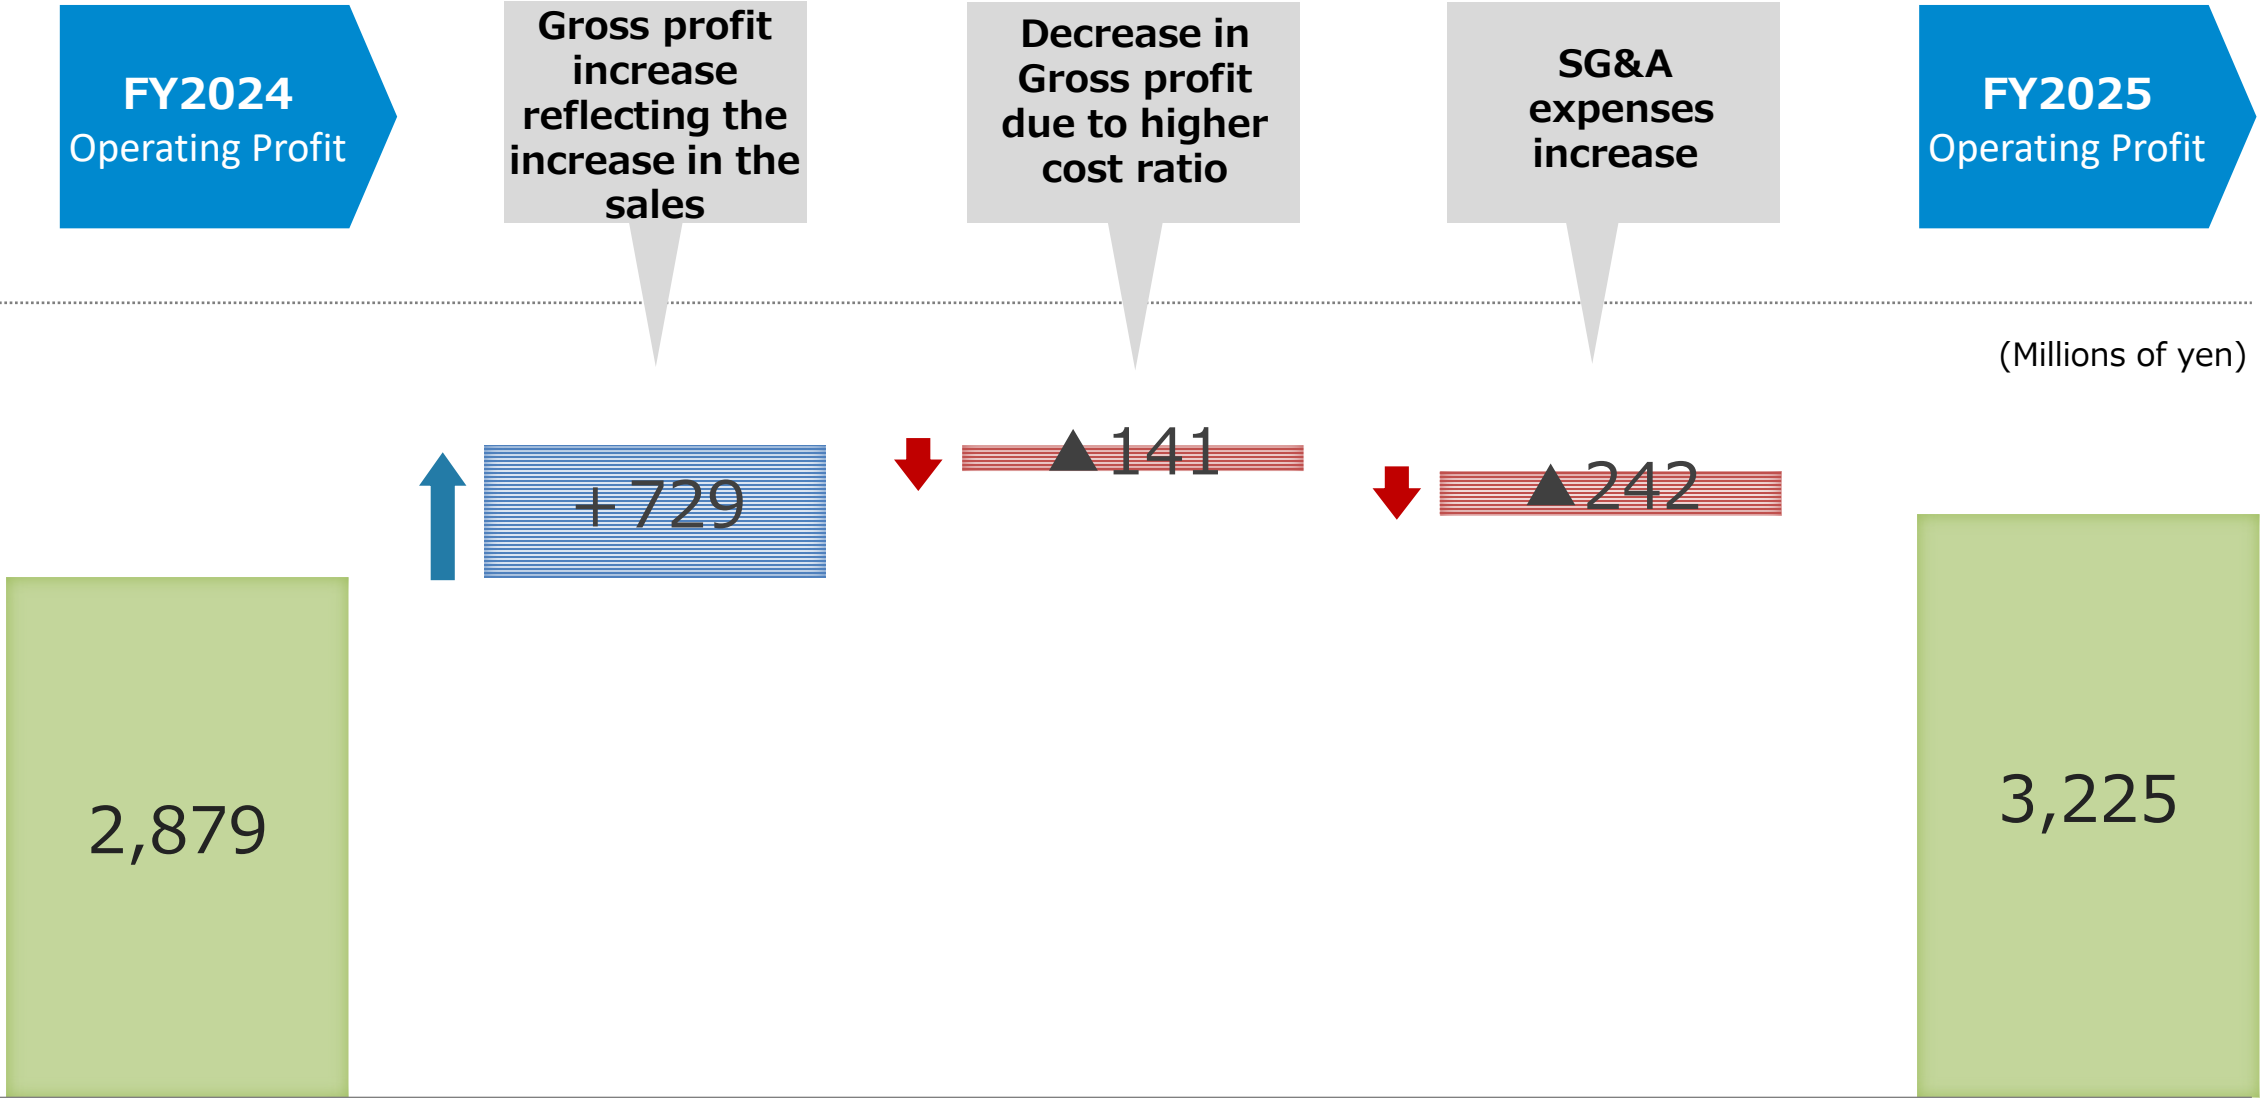 FY2024
Operating Profit
Gross profit
increase
reflecting the
increase in the
sales
Decrease in
Gross profit
due to higher
cost ratio
SG&A
expenses
increase
FY2025
Operating Profit
(Millions of yen)
2,879
+729
▲141
▲242
3,225